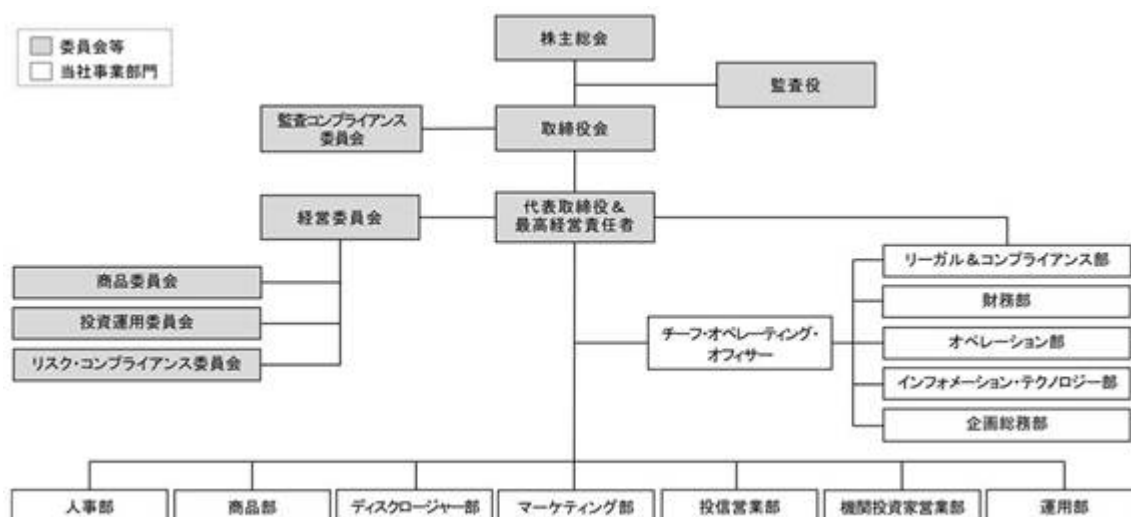 委員会等
当社事業部門
株主総会
監査役
監査コンプライアンス
委員会
取締役会
経営委員会
代表取締役&
最高経営責任者
商品委員会
投資運用委員会
リスク・コンプライアンス委員会
チーフ・オペレーティング・
オフィサー
リーガル&コンプライアンス部
財務部
オペレーション部
インフォメーション・テクノロジー部
企画総務部
人事部
商品部
ディスクロージャー部
マーケティング部
投信営業部
機関投資家営業部
運用部